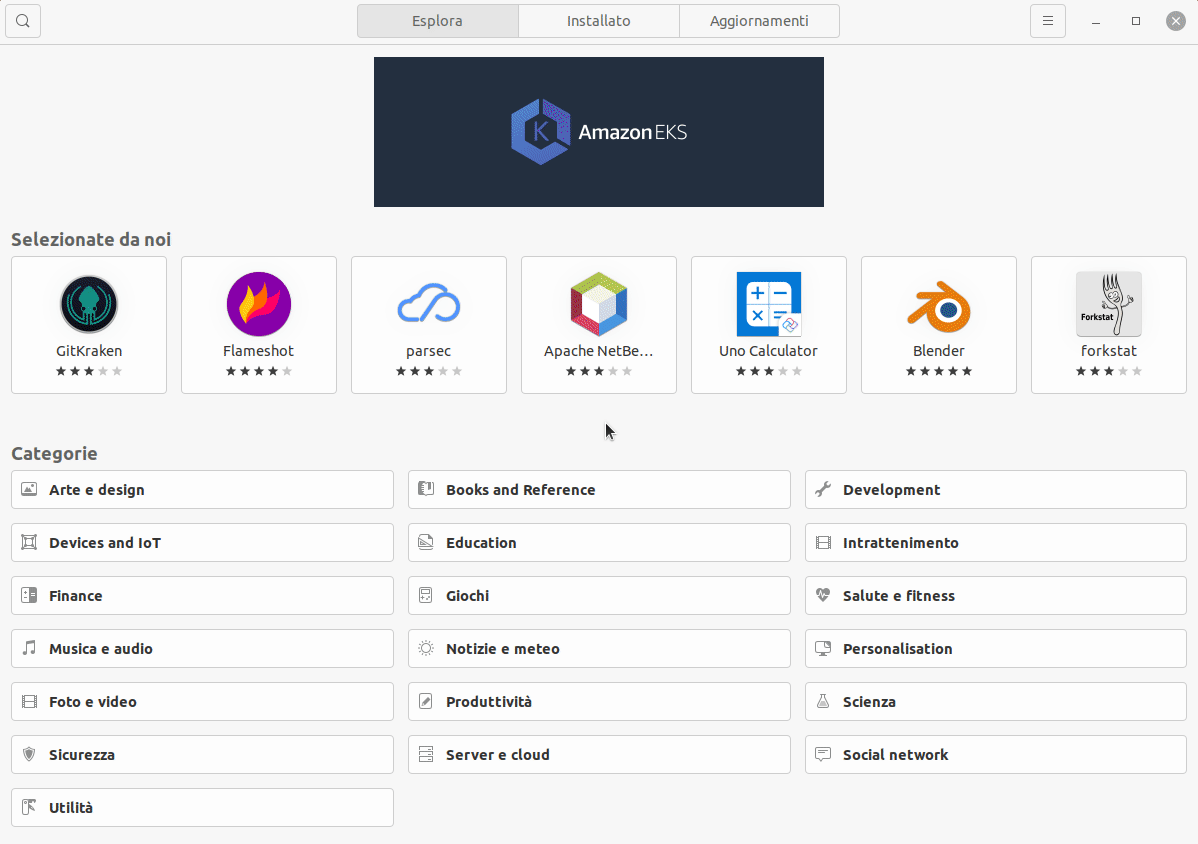 Esplora
Installato
Aggiornamenti
K Amazon EKS
Selezionate da noi
GitKraken
Flameshot
parsec
Apache NetBe...
Uno Calculator
Blender
Forkstat
forkstat
Categorie
Arte e design
Books and Reference
Development
Devices and IoT
Education
Intrattenimento
Finance
Giochi
Salute e fitness
Musica e audio
Notizie e meteo
Personalisation
Foto e video
Produttività
Scienza
Sicurezza
Server e cloud
Social network
Utilità